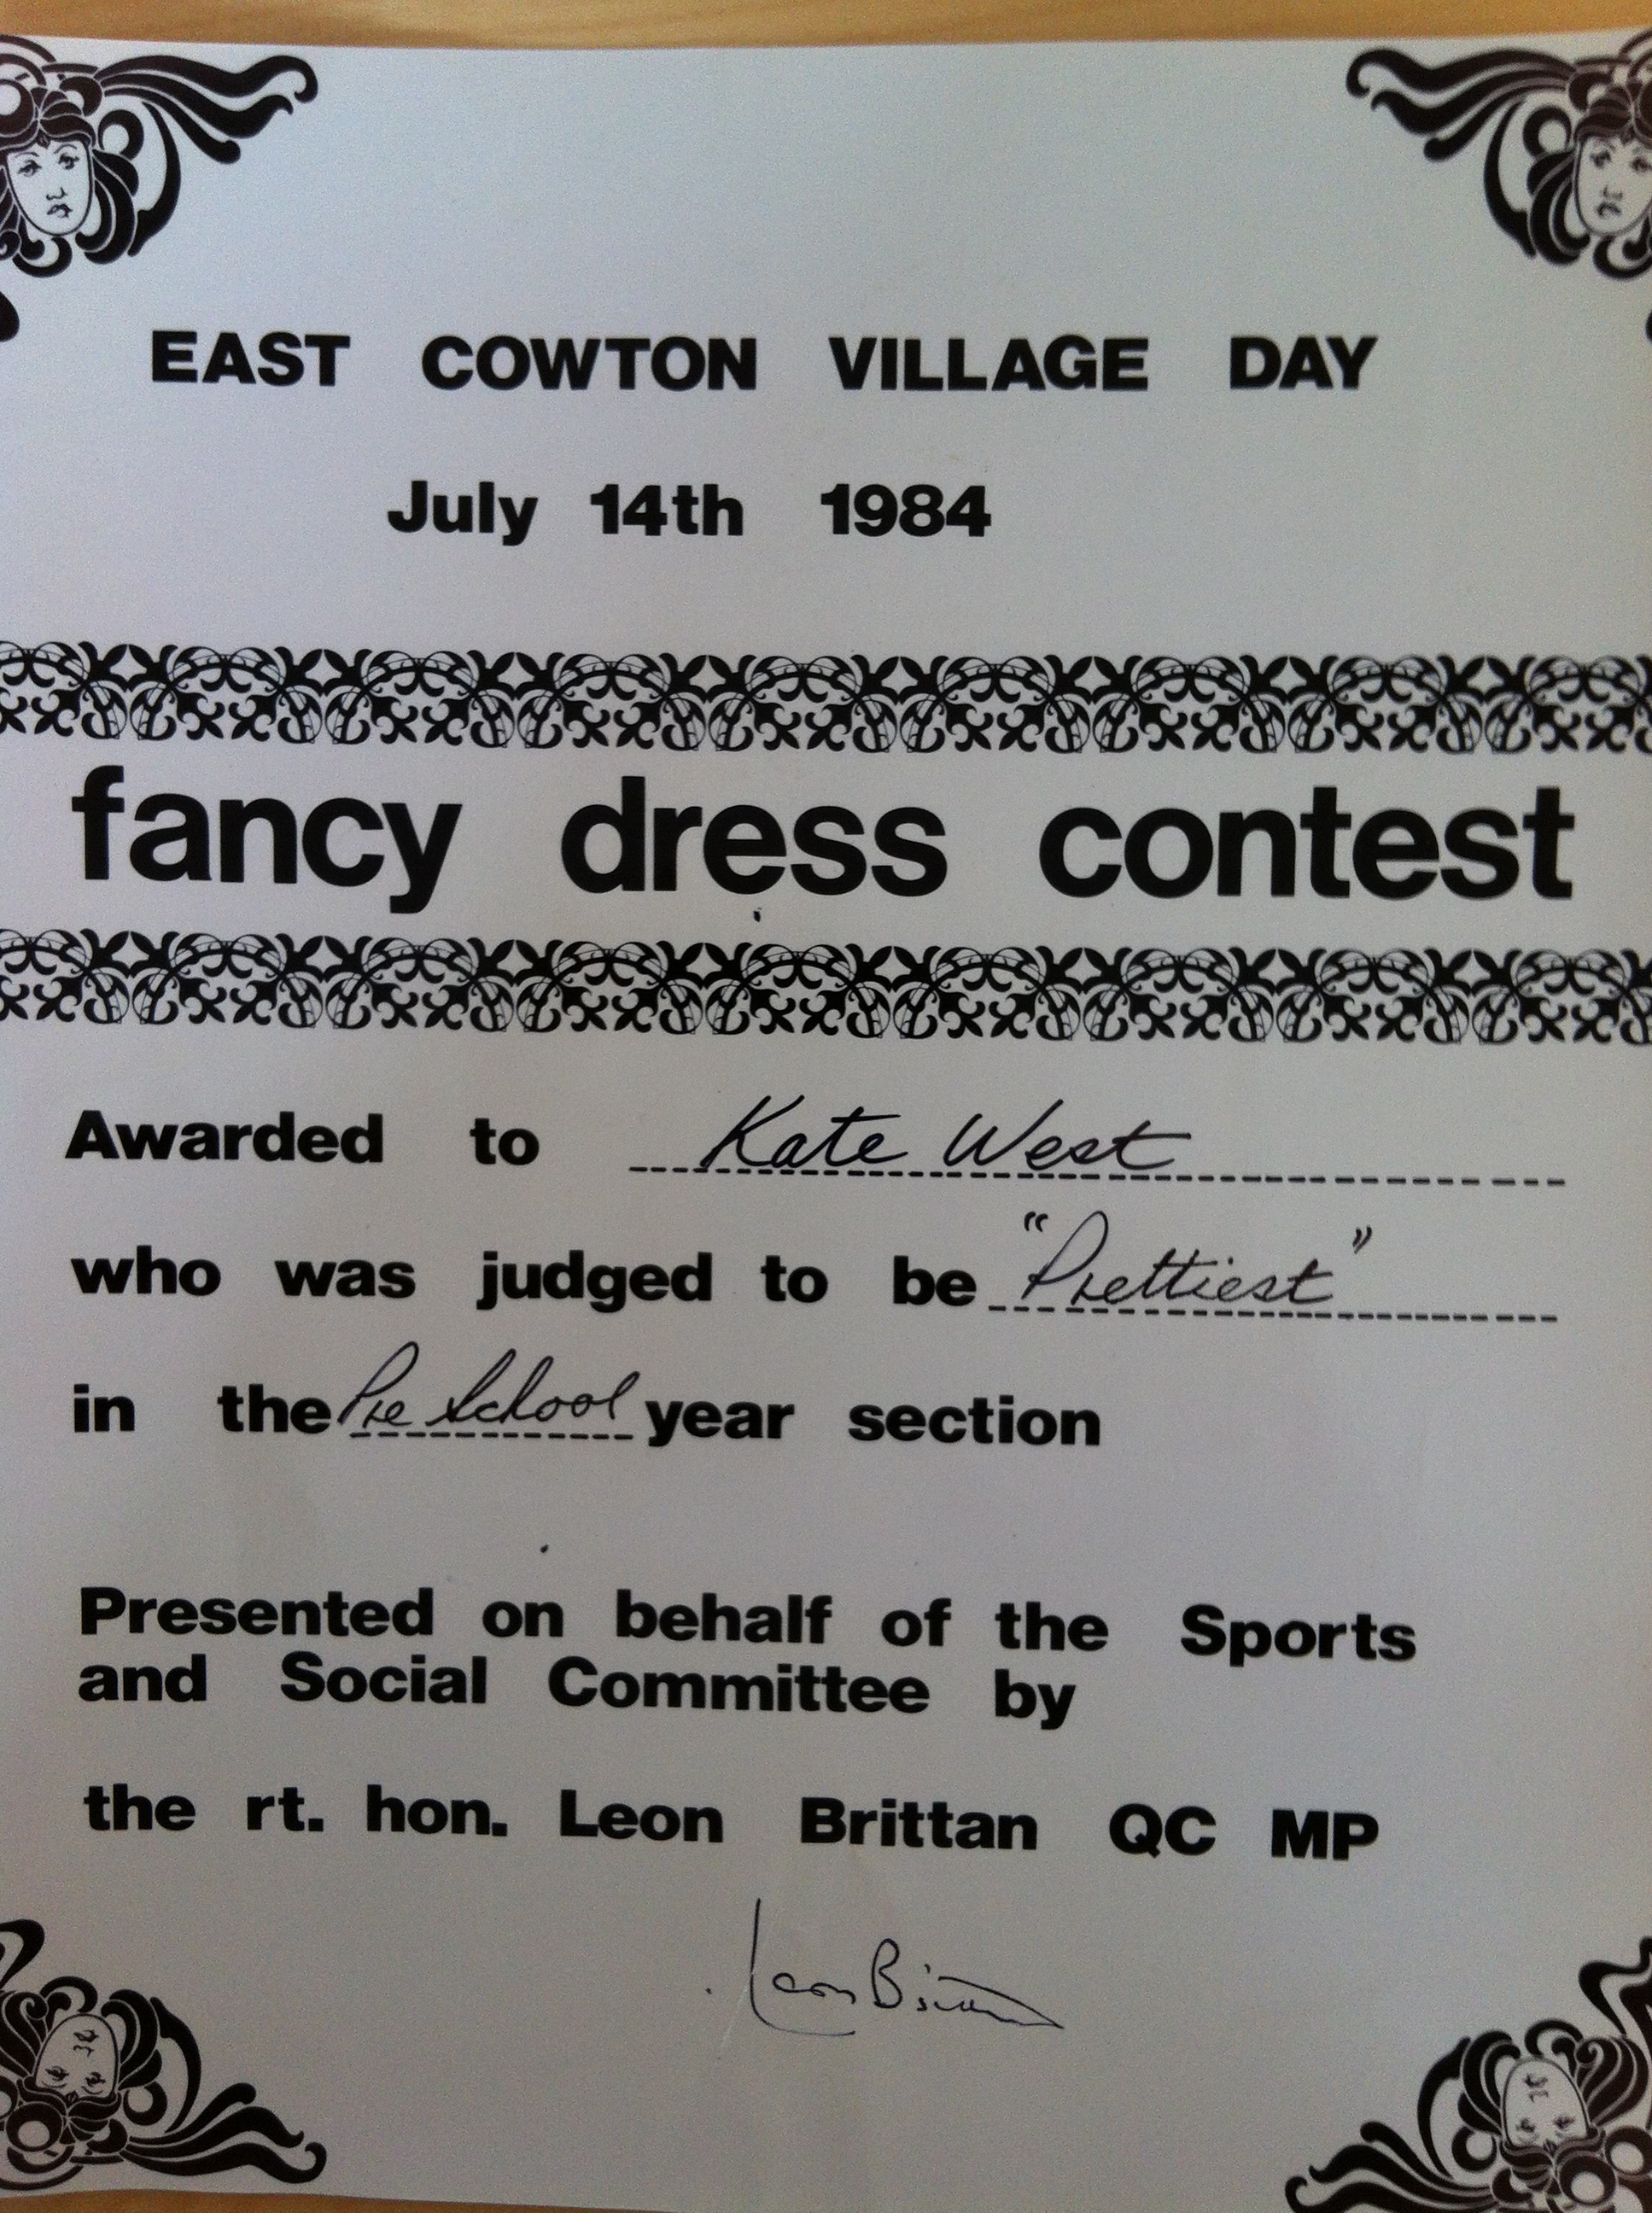 EAST COWTON VILLAGE DAY
July 14th 1984
fancy dress contest
Awarded to Kate West
who was judged to be "Prettiest"
in the Pre School year section
Presented on behalf of the Sports
and Social Committee by
the rt. hon. Leon Brittan QC MP
Leon Brittan